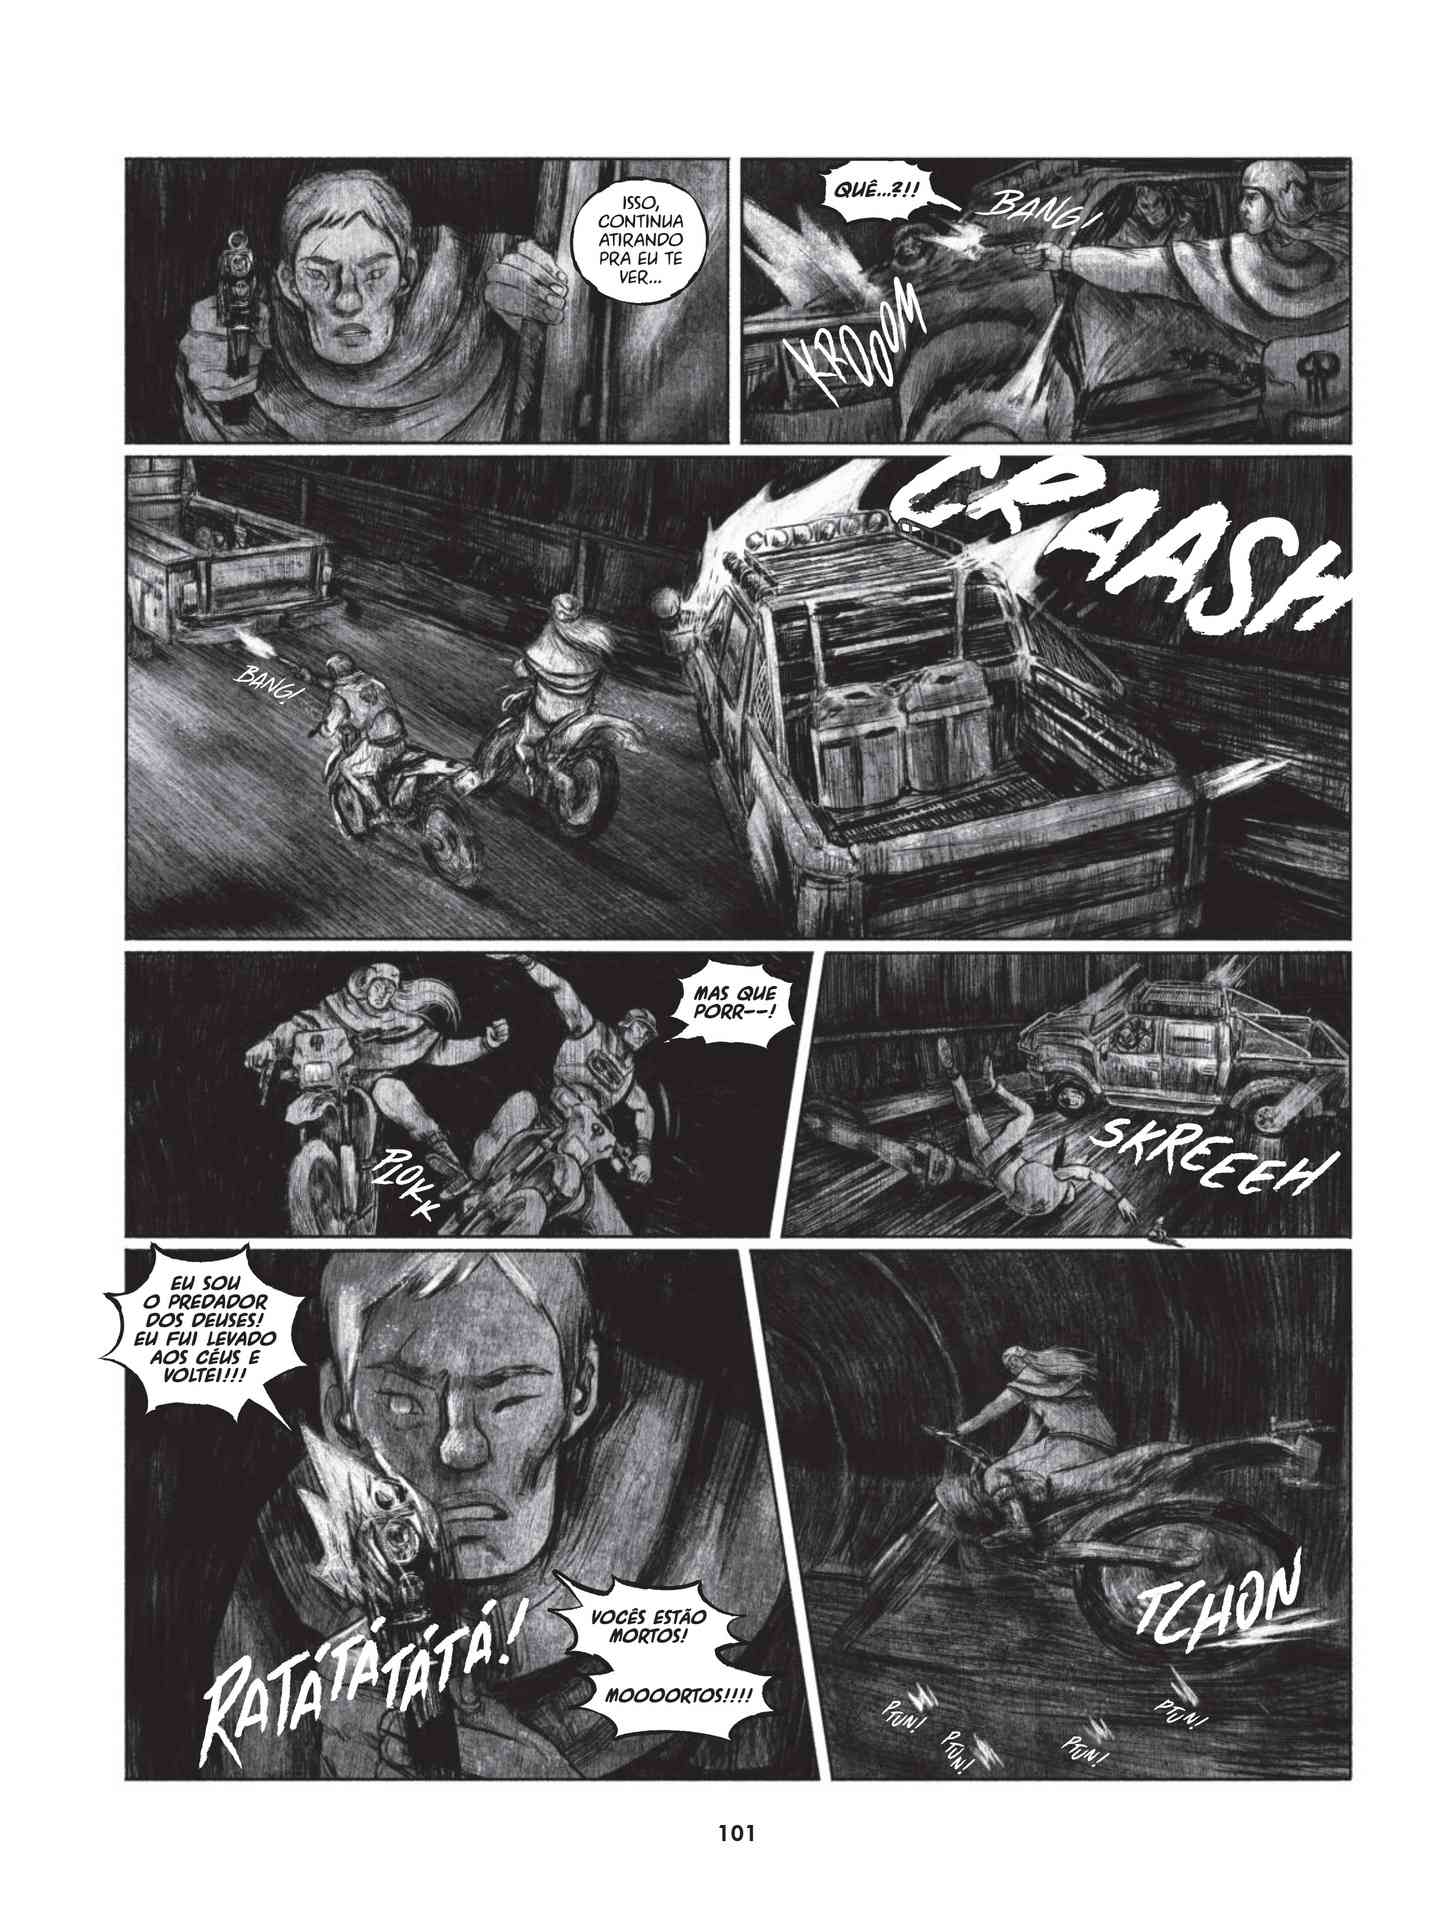 ISSO,
CONTINUA
ATIRANDO
PRA EU TE
VER...
QUÊ...?!!
BANG!
KROOOM
CRAASH
BANG!
MAS QUE
PORR--!
PLOKK
SKREEEH
EU SOU
O PREDADOR
DOS DEUSES!
EU FUI LEVADO
AOS CÉUS E
VOLTEI!!!
RATÁTÁTÁTÁTÁ!
VOCÊS ESTÃO
MORTOS!
MOOOORTOS!!!!
TCHON
PTUN!
PTUN!
PTUN!
PTUN!
101